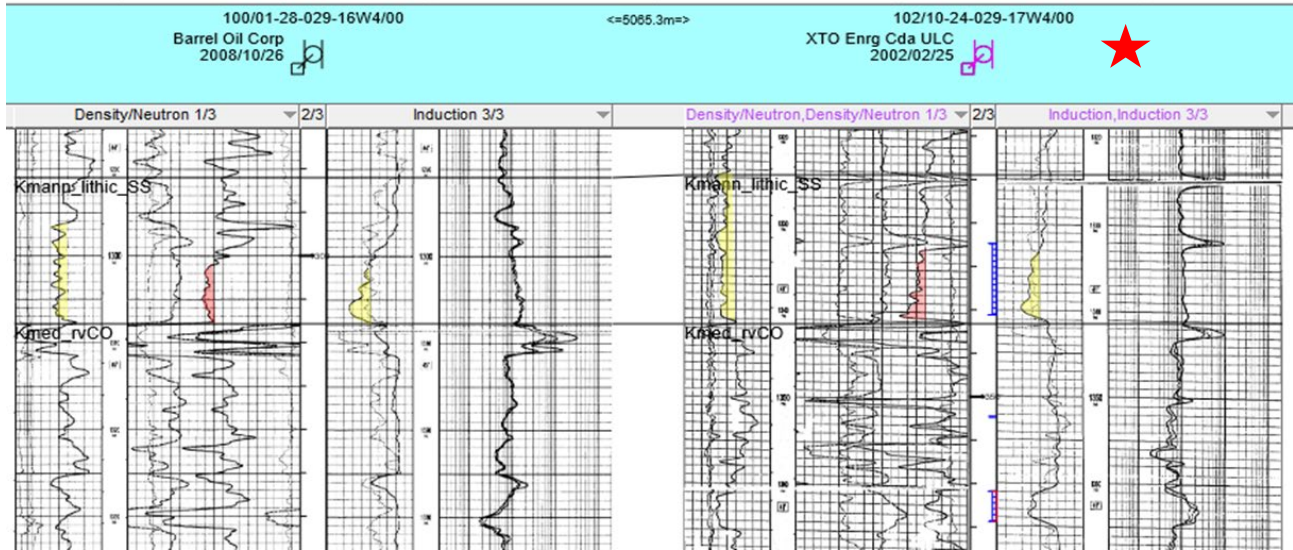 100/01-28-029-16W4/00
<=5065.3m=>
102/10-24-029-17W4/00
Barrel Oil Corp
2008/10/26
XTO Enrg Cda ULC
2002/02/25
Density/Neutron 1/3
2/3
Induction 3/3
Density/Neutron,Density/Neutron 1/3
2/3
Induction,Induction 3/3
Kmann_lithic_SS
Kmann_lithic_SS
Kmed_rvCO
Kmed_rvCO